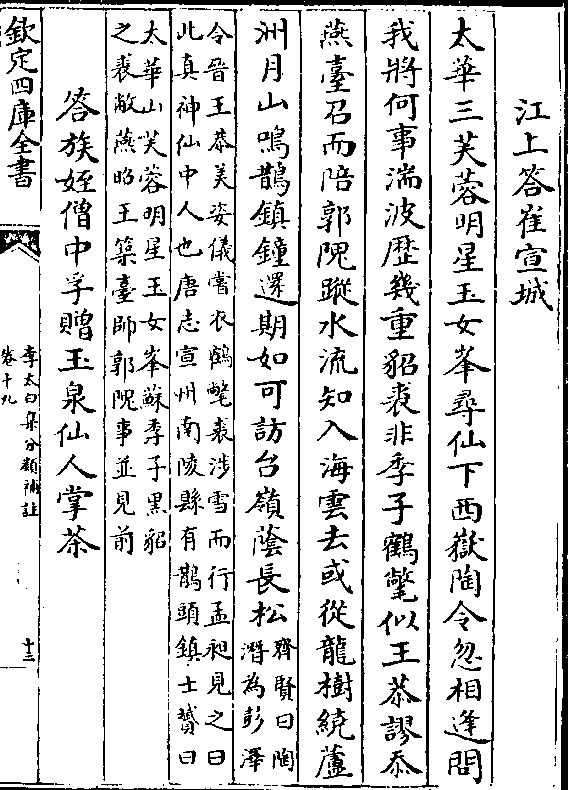 江上答崔宣城
太華三芙蓉明星玉女峯尋仙下西嶽陶令忽相逢問
我將何事湍波歷幾重貂裘非季子鶴氅似王恭謬忝
燕臺召而陪郭隗蹤水流知入海雲去或從龍樹繞蘆
洲月山鳴鵲鎮鐘還期如可訪台嶺蔭長松
齊賢曰陶
潛為彭澤
令晉王恭美姿儀嘗衣鶴氅裘涉雪而行孟昶見之曰
此真神仙中人也唐志宣州南陵縣有鵲頭鎮士贇曰
太華山芙蓉明星玉女峯蘇季子黒貂
之裘敝燕昭王築臺師郭隗事並見前
答族姪僧中孚贈玉泉仙人掌茶
欽定四庫全書
李太白集分類補註
卷十九
十三